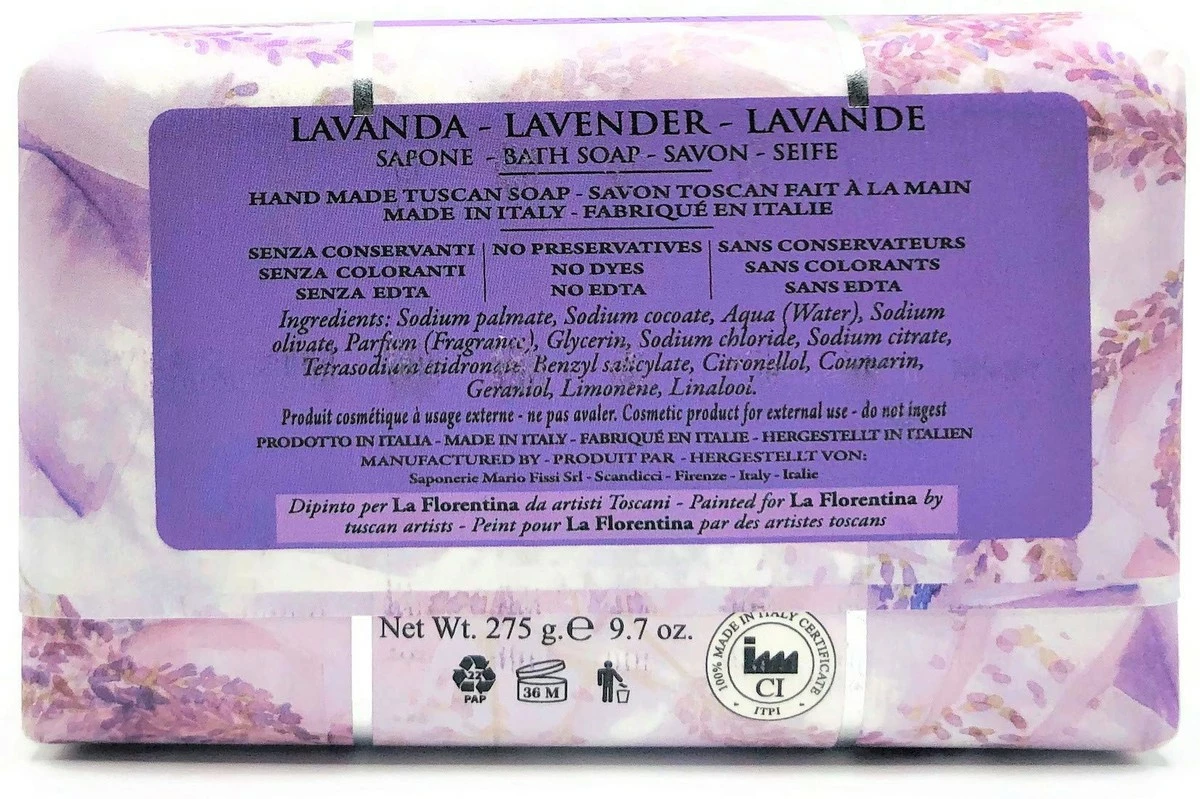 LAVANDA - LAVENDER - LAVANDE
SAPONE - BATH SOAP - SAVON - SEIFE
HAND MADE TUSCAN SOAP - SAVON TOSCAN FAIT À LA MAIN
MADE IN ITALY - FABRIQUÉ EN ITALIE
SENZA CONSERVANTI
SENZA COLORANTI
SENZA EDTA
NO PRESERVATIVES
NO DYES
NO EDTA
SANS CONSERVATEURS
SANS COLORANTS
SANS EDTA
Ingredients: Sodium palmate, Sodium cocoate, Aqua (Water), Sodium
olivate, Parfum (Fragrance), Glycerin, Sodium chloride, Sodium citrate,
Tetrasodium etidronate, Benzyl salicylate, Citronellol, Coumarin,
Geraniol, Limonene, Linalool.
Produit cosmétique à usage externe - ne pas avaler. Cosmetic product for external use - do not ingest
PRODOTTO IN ITALIA - MADE IN ITALY - FABRIQUÉ EN ITALIE - HERGESTELLT IN ITALIEN
MANUFACTURED BY - PRODUIT PAR - HERGESTELLT VON:
Saponerie Mario Fissi Srl - Scandicci - Firenze - Italy - Italie
Dipinto per La Florentina da artisti Toscani - Painted for La Florentina by
tuscan artists - Peint pour La Florentina par des artistes toscans
Net Wt. 275 g.℮ 9.7 oz.
22
PAP
36 M
100% MADE IN ITALY CERTIFICATE
im
CI
ITPI